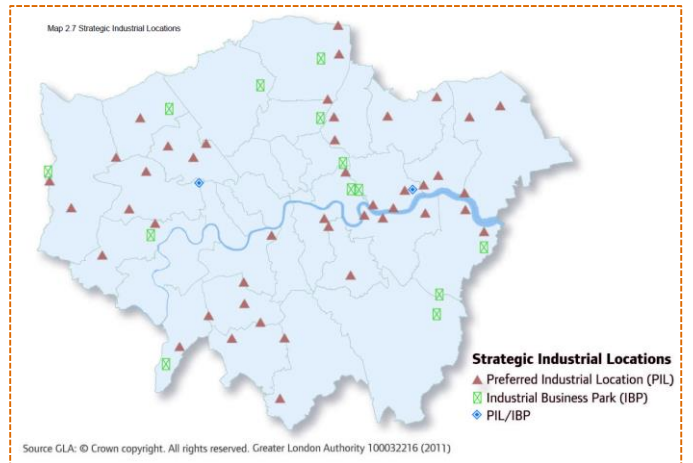 Map 2.7 Strategic Industrial Locations
Strategic Industrial Locations
Preferred Industrial Location (PIL)
Industrial Business Park (IBP)
PIL/IBP
Source GLA: © Crown copyright. All rights reserved. Greater London Authority 100032216 (2011)